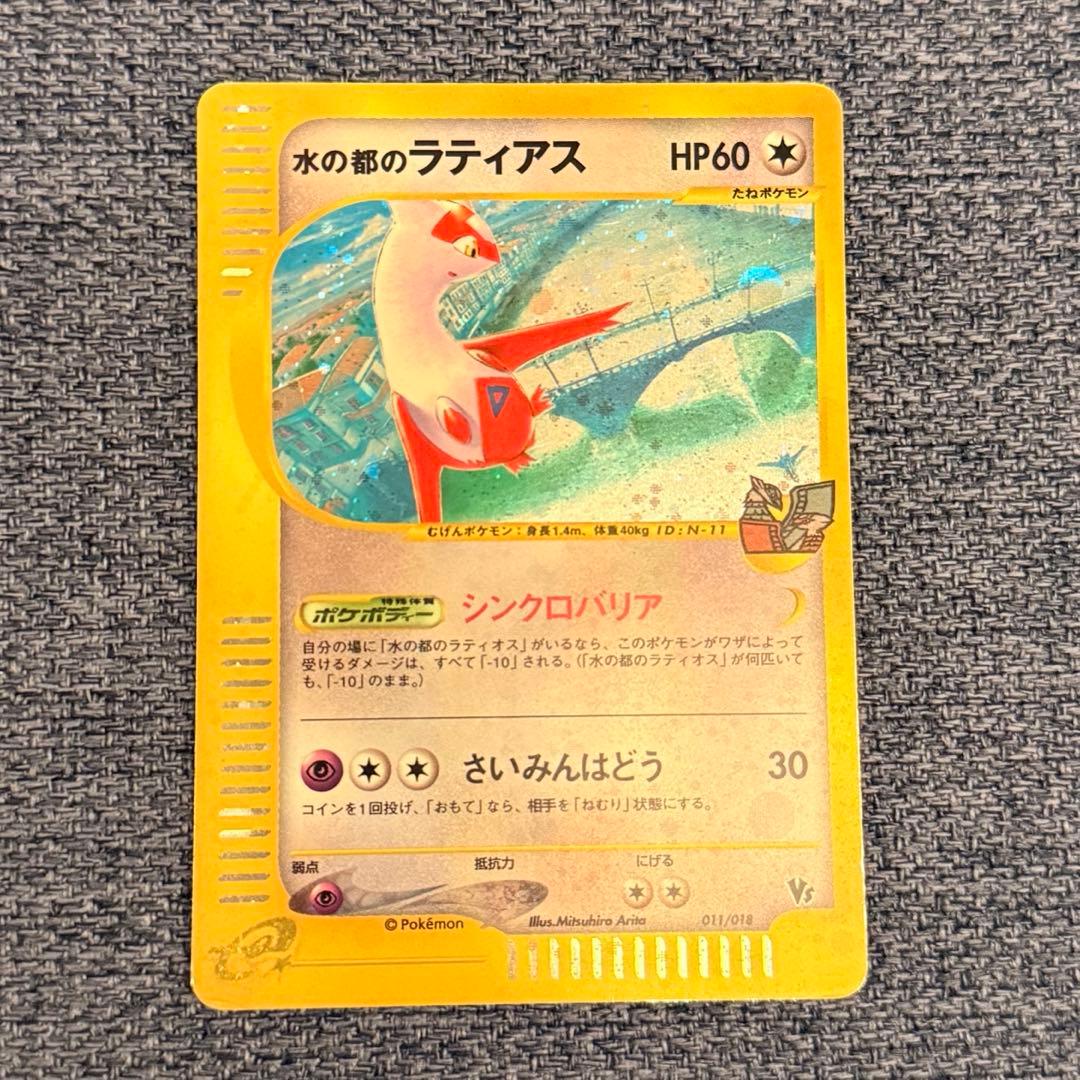 水の都のラティアス HP60
たねポケモン
むげんポケモン：身長1.4m、体重40kg ID:N-11
特殊体質
ポケボディー シンクロバリア
自分の場に「水の都のラティオス」がいるなら、このポケモンがワザによって
受けるダメージは、すべて「-10」される。（「水の都のラティオス」が何匹いて
も、「-10」のまま。）
さいみんはどう 30
コインを1回投げ、「おもて」なら、相手を「ねむり」状態にする。
弱点 抵抗力 にげる
Vs
©Pokémon Illus.Mitsuhiro Arita 011/018